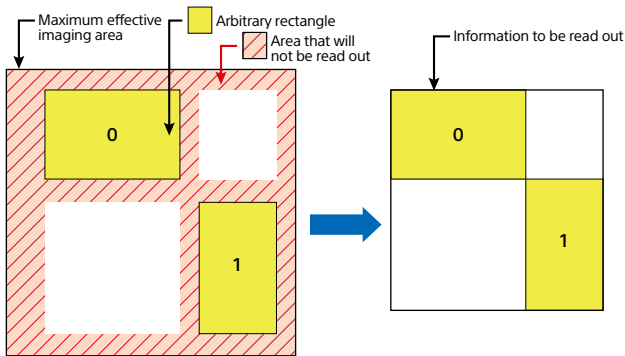 Maximum effective
imaging area
Arbitrary rectangle
Area that will
not be read out
Information to be read out
0
1
0
1